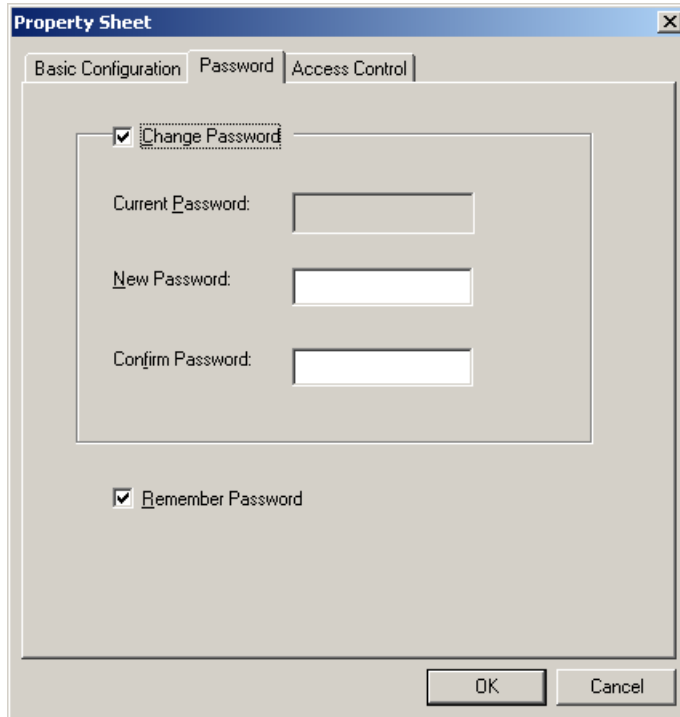 Property Sheet
Basic Configuration Password Access Control
Change Password
Current Password:
New Password:
Confirm Password:
Remember Password
OK Cancel